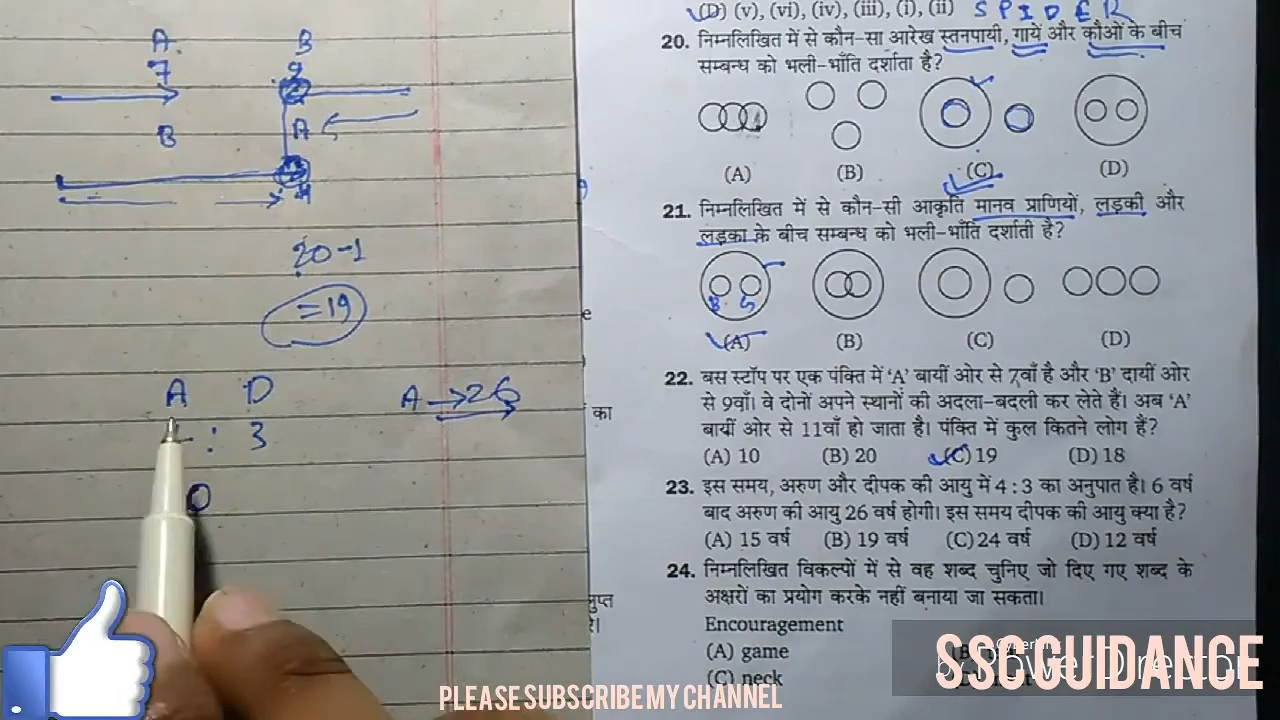 A. B
7 9
B A
11
20-1
=19
A D
4 : 3
0
A→26
का
(D) (v), (vi), (iv), (iii), (i), (ii) S P I D E R
20. निम्नलिखित में से कौन-सा आरेख स्तनपायी, गायें और कौओं के बीच
सम्बन्ध को भली-भाँति दर्शाता है?
(A) (B) (C) (D)
21. निम्नलिखित में से कौन-सी आकृति मानव प्राणियों, लड़की और
लड़का के बीच सम्बन्ध को भली-भाँति दर्शाती है?
B. G
(A) (B) (C) (D)
22. बस स्टॉप पर एक पंक्ति में ‘A’ बायीं ओर से 7वाँ है और ‘B’ दायीं ओर
से 9वाँ। वे दोनों अपने स्थानों की अदला-बदली कर लेते हैं। अब ‘A’
बायीं ओर से 11वाँ हो जाता है। पंक्ति में कुल कितने लोग हैं?
(A) 10 (B) 20 (C) 19 (D) 18
23. इस समय, अरुण और दीपक की आयु में 4 : 3 का अनुपात है। 6 वर्ष
बाद अरुण की आयु 26 वर्ष होगी। इस समय दीपक की आयु क्या है?
(A) 15 वर्ष (B) 19 वर्ष (C) 24 वर्ष (D) 12 वर्ष
24. निम्नलिखित विकल्पों में से वह शब्द चुनिए जो दिए गए शब्द के
अक्षरों का प्रयोग करके नहीं बनाया जा सकता।
Encouragement
(A) game
(C) neck
SSC GUIDANCE
by PowerDirector
PLEASE SUBSCRIBE MY CHANNEL